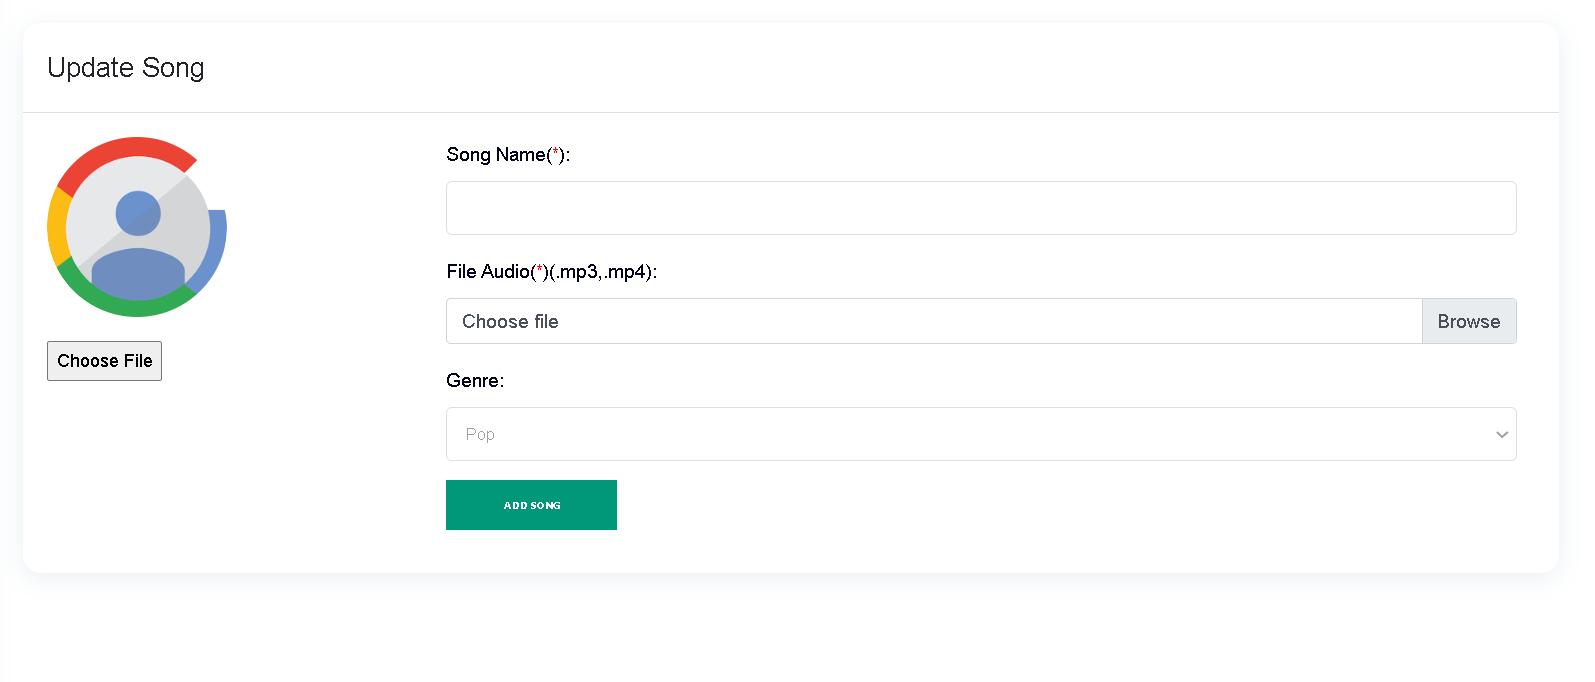 Update Song
Song Name(*):
File Audio(*)(.mp3,.mp4):
Choose file
Browse
Choose File
Genre:
Pop
ADD SONG